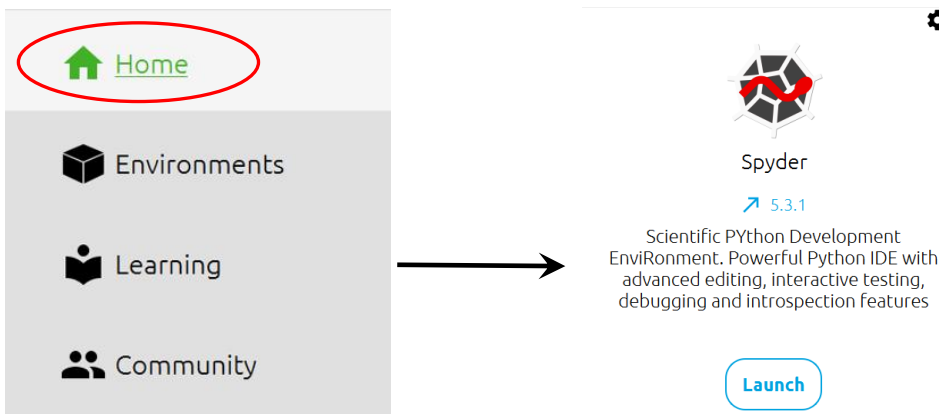 Home
Environments
Learning
Community
Spyder
5.3.1
Scientific PYthon Development
EnviRonment. Powerful Python IDE with
advanced editing, interactive testing,
debugging and introspection features
Launch